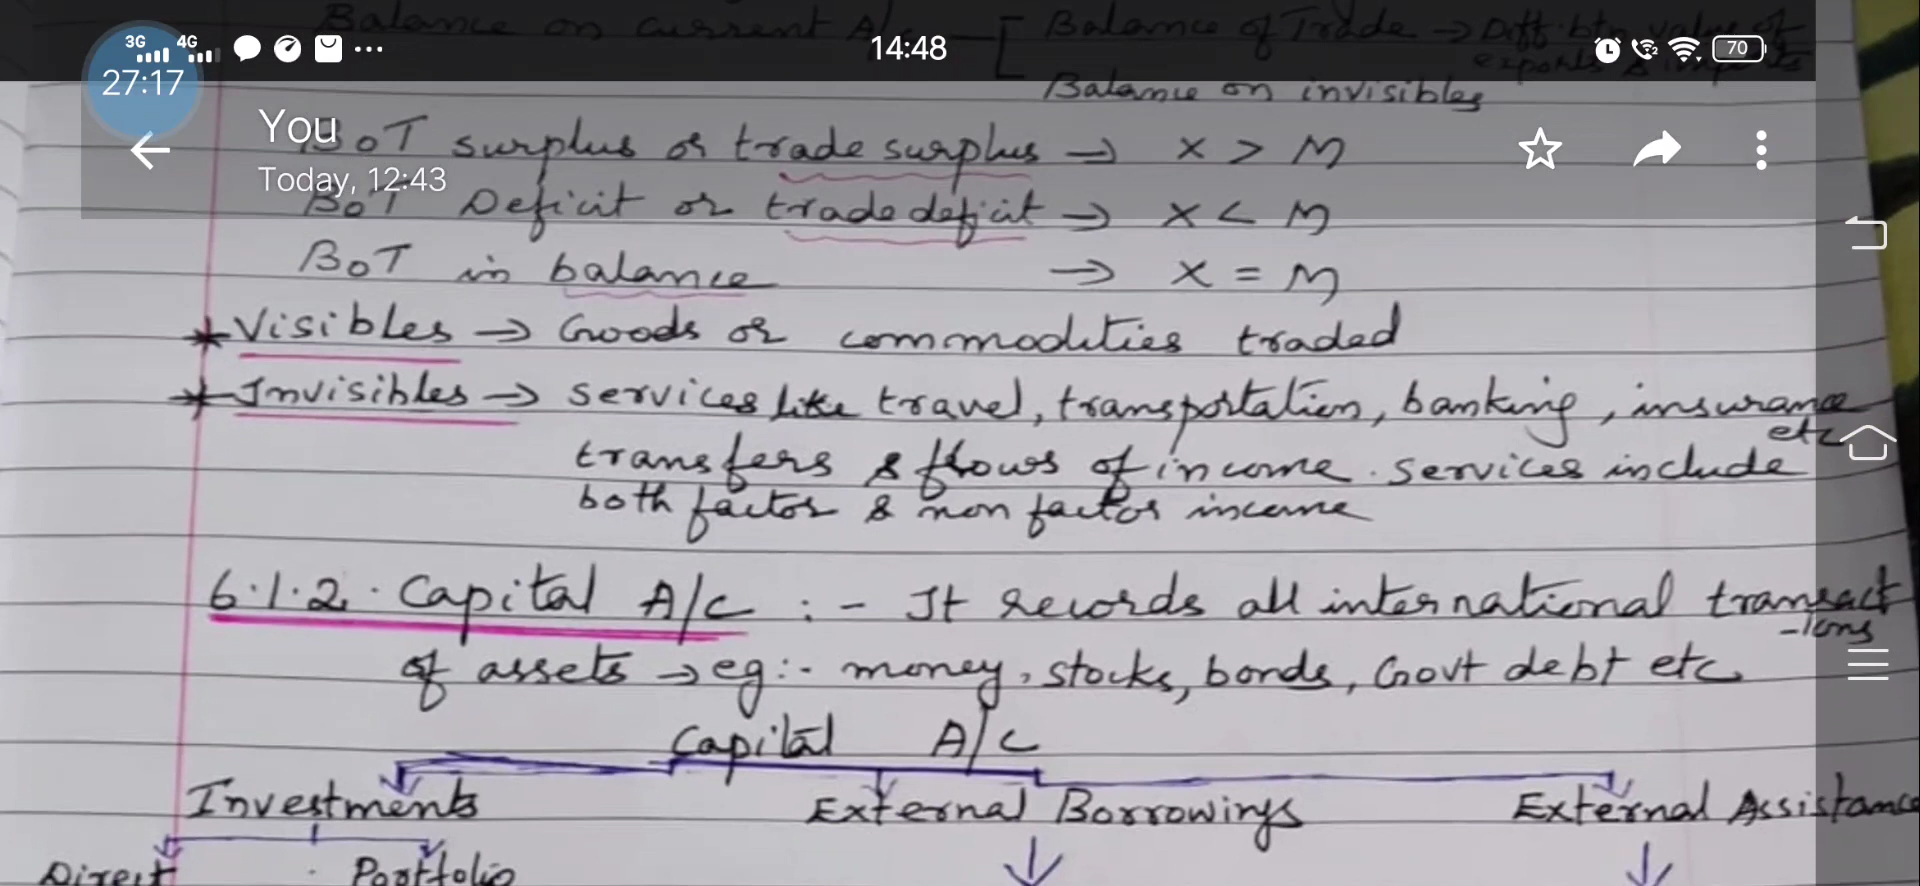 Balance on current A/c
Balance of Trade → Diff. btn value of
exports & imports
Balance on invisibles
3G 4G 14:48 70
27:17
You
Today, 12:43
BoT surplus or trade surplus → X > M
BoT Deficit or trade deficit → X < M
BoT in balance → X = M
* Visibles → Goods or commodities traded
* Invisibles → services like travel, transportation, banking, insurance
etc
transfers & flows of income. Services include
both factor & non factor income
6.1.2. Capital A/C :- It records all international transact
-ions
of assets → eg:- money, stocks, bonds, Govt debt etc.
Capital A/C
Investments External Borrowings External Assistance
Direct Portfolio